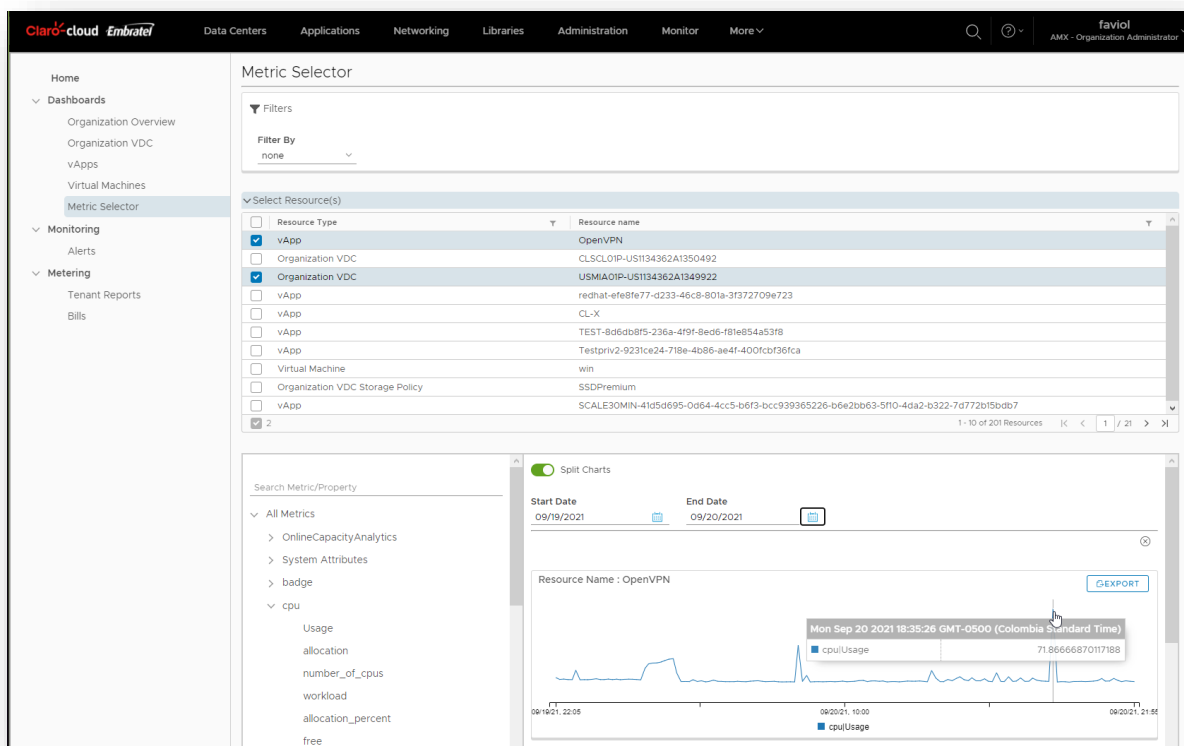 Claro-cloud Embratel Data Centers Applications Networking Libraries Administration Monitor More faviol
AMX - Organization Administrator
Home
Dashboards
Organization Overview
Organization VDC
vApps
Virtual Machines
Metric Selector
Monitoring
Alerts
Metering
Tenant Reports
Bills
Metric Selector
Filters
Filter By
none
Select Resource(s)
Resource Type Resource name
vApp OpenVPN
Organization VDC CLSCL01P-US1134362A1350492
Organization VDC USMIA01P-US1134362A1349922
vApp redhat-efe8fe77-d233-46c8-801a-3f372709e723
vApp CL-X
vApp TEST-8d6db8f5-236a-4f9f-8ed6-f81e854a53f8
vApp Testpriv2-9231ce24-718e-4b86-ae4f-400fcbf36fca
Virtual Machine win
Organization VDC Storage Policy SSDPremium
vApp SCALE30MIN-41d5d695-0d64-4cc5-b6f3-bcc939365226-b6e2bb63-5f10-4da2-b322-7d772b15bdb7
2 1 - 10 of 201 Resources 1 / 21
Search Metric/Property
All Metrics
OnlineCapacityAnalytics
System Attributes
badge
cpu
Usage
allocation
number_of_cpus
workload
allocation_percent
free
Split Charts
Start Date End Date
09/19/2021 09/20/2021
Resource Name : OpenVPN EXPORT
Mon Sep 20 2021 18:35:26 GMT-0500 (Colombia Standard Time)
cpu|Usage 71.86666870117188
09/19/21, 22:05 09/20/21, 10:00 09/20/21, 21:55
cpu|Usage